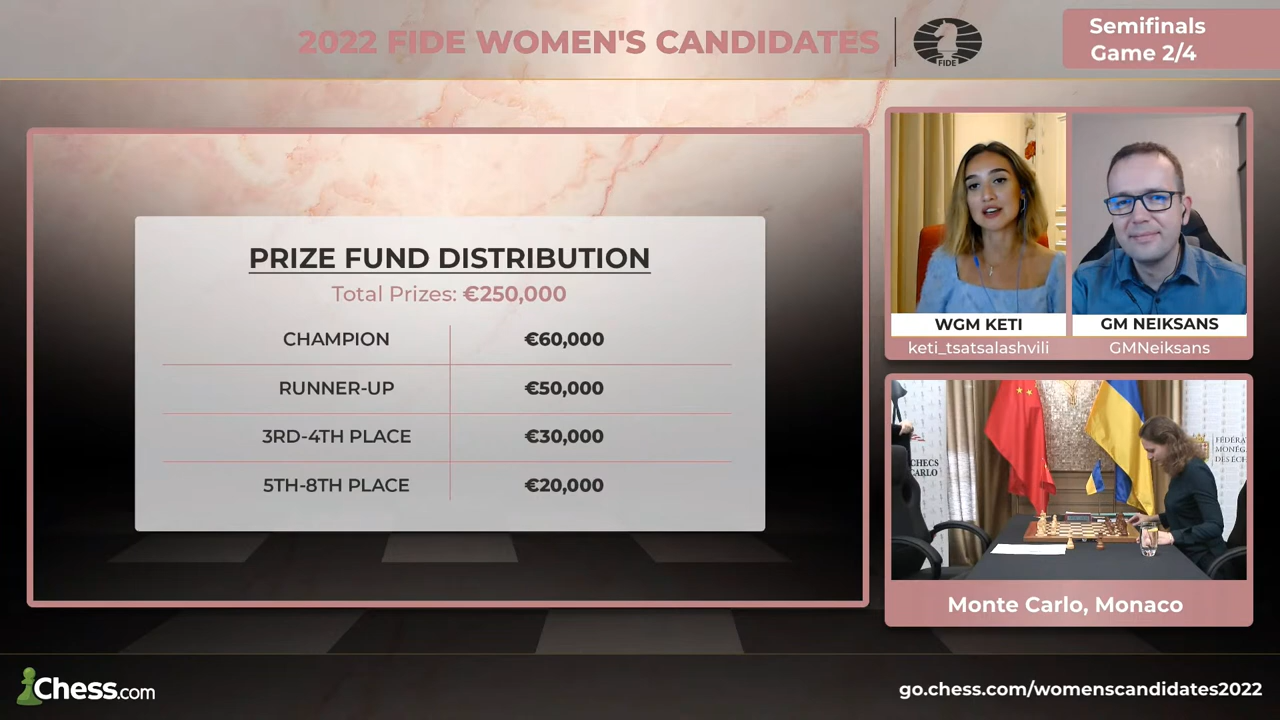 2022 FIDE WOMEN'S CANDIDATES
FIDE
Semifinals
Game 2/4
PRIZE FUND DISTRIBUTION
Total Prizes: €250,000
CHAMPION €60,000
RUNNER-UP €50,000
3RD-4TH PLACE €30,000
5TH-8TH PLACE €20,000
WGM KETI
keti_tsatsalashvili
GM NEIKSANS
GMNeiksans
CHECS
CARLO
FÉDÉRA
MONÉG
DES ÉCH
Monte Carlo, Monaco
Chess.com
go.chess.com/womenscandidates2022